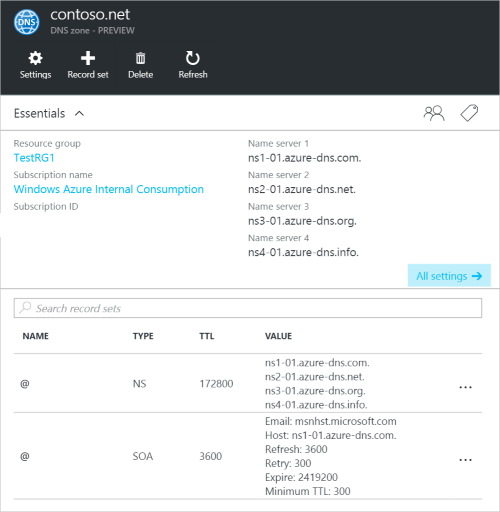 contoso.net
DNS
DNS zone - PREVIEW
Settings
Record set
Delete
Refresh
Essentials
Resource group
TestRG1
Subscription name
Windows Azure Internal Consumption
Subscription ID
Name server 1
ns1-01.azure-dns.com.
Name server 2
ns2-01.azure-dns.net.
Name server 3
ns3-01.azure-dns.org.
Name server 4
ns4-01.azure-dns.info.
All settings →
Search record sets
NAME TYPE TTL VALUE
@ NS 172800 ns1-01.azure-dns.com.
ns2-01.azure-dns.net.
ns3-01.azure-dns.org.
ns4-01.azure-dns.info.
...
@ SOA 3600 Email: msnhst.microsoft.com
Host: ns1-01.azure-dns.com.
Refresh: 3600
Retry: 300
Expire: 2419200
Minimum TTL: 300
...